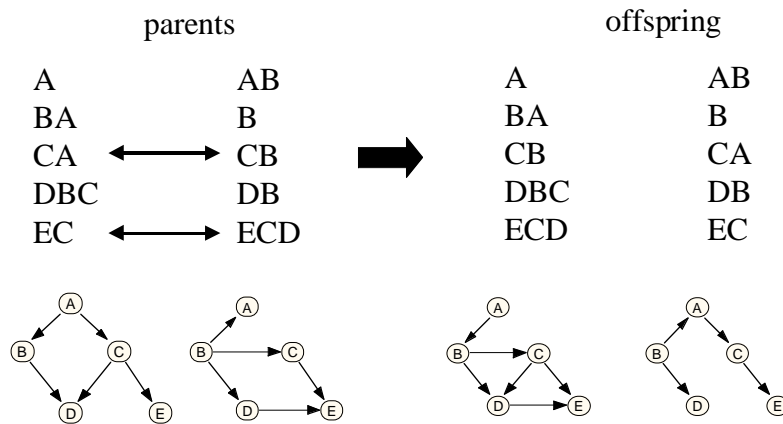 parents offspring
A AB A AB
BA B BA B
CA CB CB CA
DBC DB DBC DB
EC ECD ECD EC
A A A A
B C B C B C B C
D E D E D E D E